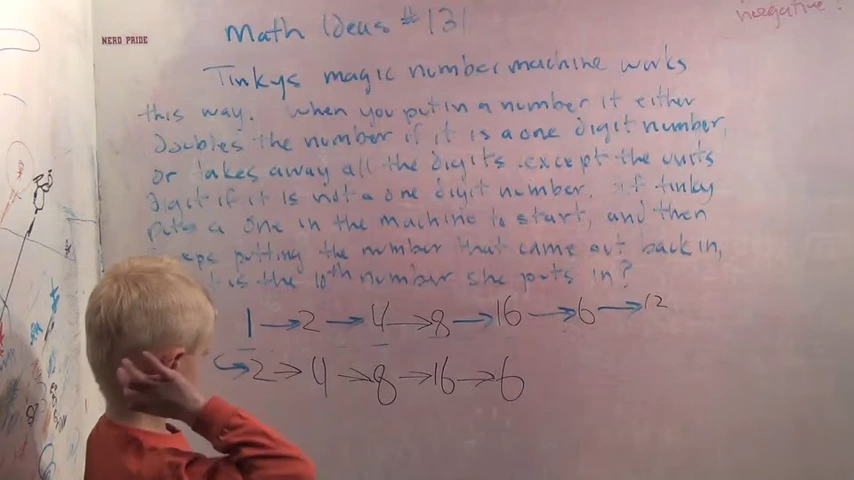 negative!
Math Ideas #131
NERD PRIDE
Tinkys magic number machine works
this way. When you put in a number it either
doubles the number if it is a one digit number,
or takes away all the digits except the units
digit if it is not a one digit number. If tinky
puts a one in the machine to start, and then
putting the number that came out back in,
is the 10th number she puts in?
1 → 2 → 4 → 8 → 16 → 6 → 12
→ 2 → 4 → 8 → 16 → 6